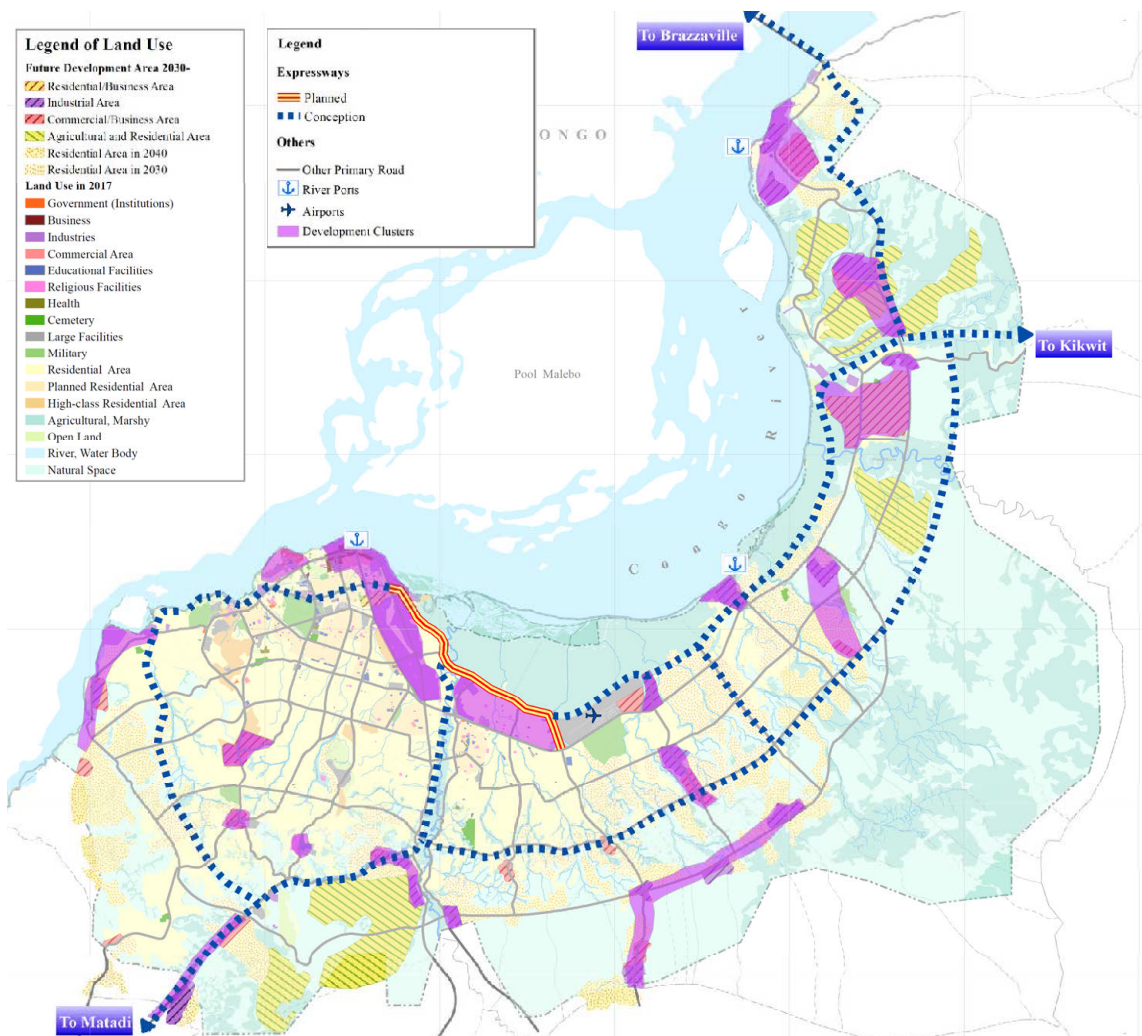 To Brazzaville
Legend of Land Use
Future Development Area 2030-
Residential/Business Area
Industrial Area
Commercial/Business Area
Agricultural and Residential Area
Residential Area in 2040
Residential Area in 2030
Land Use in 2017
Government (Institutions)
Business
Industries
Commercial Area
Educational Facilities
Religious Facilities
Health
Cemetery
Large Facilities
Military
Residential Area
Planned Residential Area
High-class Residential Area
Agricultural, Marshy
Open Land
River, Water Body
Natural Space
Legend
Expressways
Planned
Conception
Others
Other Primary Road
River Ports
Airports
Development Clusters
ONGO
To Kikwit
Pool Malebo
Congo River
To Matadi